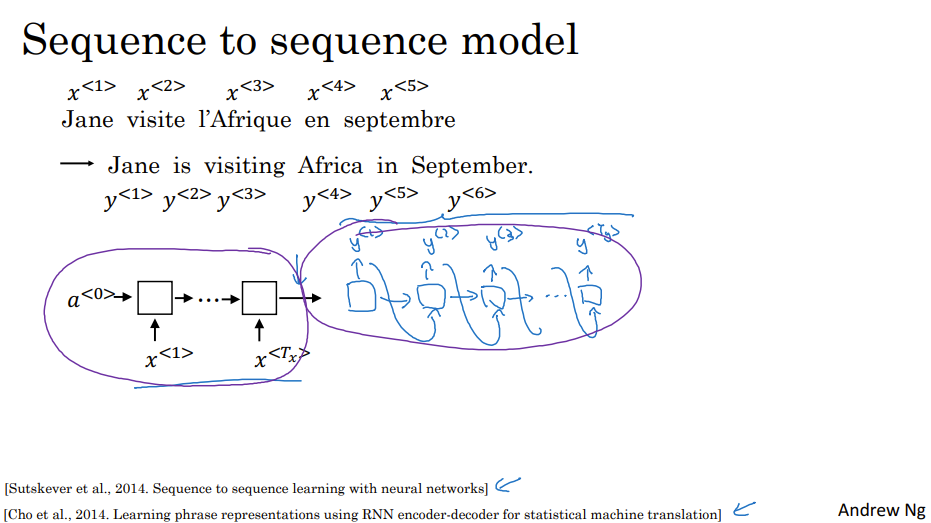 Sequence to sequence model
x<1> x<2> x<3> x<4> x<5>
Jane visite l'Afrique en septembre
→ Jane is visiting Africa in September.
y<1> y<2> y<3> y<4> y<5> y<6>
y<1> y<2> y<3> y<Ty>
a<0> → → ... → →
x<1> x<Tx>
[Sutskever et al., 2014. Sequence to sequence learning with neural networks]
[Cho et al., 2014. Learning phrase representations using RNN encoder-decoder for statistical machine translation]
Andrew Ng